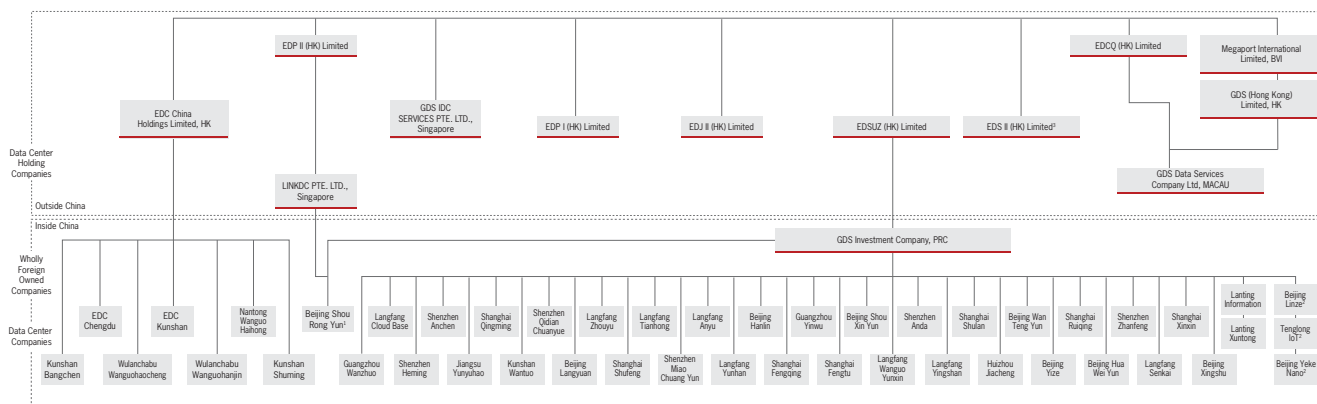 EDP II (HK) Limited
EDCQ (HK) Limited
Megaport International
Limited, BVI
EDC China
Holdings Limited, HK
GDS IDC
SERVICES PTE. LTD.,
Singapore
EDP I (HK) Limited
EDJ II (HK) Limited
EDSUZ (HK) Limited
EDS II (HK) Limited³
GDS (Hong Kong)
Limited, HK
Data Center
Holding
Companies
LINKDC PTE. LTD.,
Singapore
GDS Data Services
Company Ltd, MACAU
Outside China
Inside China
GDS Investment Company, PRC
Wholly
Foreign
Owned
Companies
Data Center
Companies
EDC
Chengdu
EDC
Kunshan
Nantong
Wanguo
Haihong
Beijing Shou
Rong Yun¹
Langfang
Cloud Base
Shenzhen
Anchen
Shanghai
Qingming
Shenzhen
Qidian
Chuanyue
Langfang
Zhouyu
Langfang
Tianhong
Langfang
Anyu
Beijing
Hanlin
Guangzhou
Yinwu
Beijing Shou
Xin Yun
Shenzhen
Anda
Shanghai
Shulan
Beijing Wan
Teng Yun
Shanghai
Ruiqing
Shenzhen
Zhanfeng
Shanghai
Xinxin
Lanting
Information
Beijing
Linze²
Lanting
Xuntong
Tenglong
IoT²
Kunshan
Bangchen
Wulanchabu
Wanguohaocheng
Wulanchabu
Wanguohanjin
Kunshan
Shuming
Guangzhou
Wanzhuo
Shenzhen
Heming
Jiangsu
Yunyuhao
Kunshan
Wantuo
Beijing
Langyuan
Shanghai
Shufeng
Shenzhen
Miao
Chuang Yun
Langfang
Yunhan
Shanghai
Fengqing
Shanghai
Fengtu
Langfang
Wanguo
Yunxin
Langfang
Yingshan
Huizhou
Jiacheng
Beijing
Yize
Beijing Hua
Wei Yun
Langfang
Senkai
Beijing
Xingshu
Beijing Yeke
Nano²